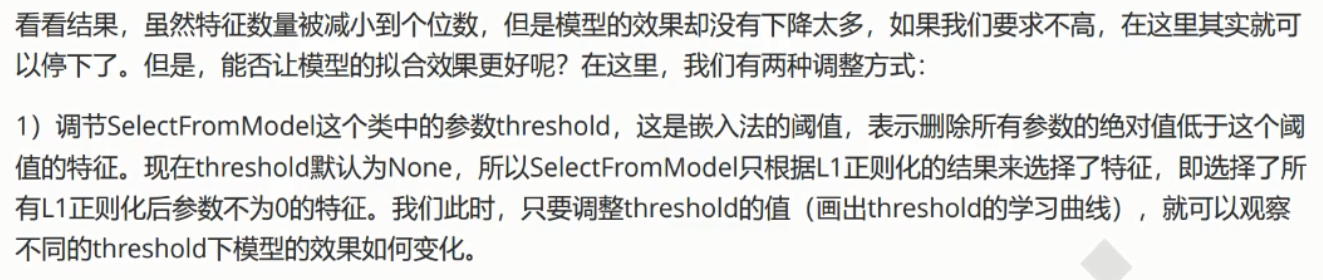 看看结果，虽然特征数量被减小到个位数，但是模型的效果却没有下降太多，如果我们要求不高，在这里其实就可
以停下了。但是，能否让模型的拟合效果更好呢？在这里，我们有两种调整方式：
1）调节SelectFromModel这个类中的参数threshold，这是嵌入法的阈值，表示删除所有参数的绝对值低于这个阈
值的特征。现在threshold默认为None，所以SelectFromModel只根据L1正则化的结果来选择了特征，即选择了所
有L1正则化后参数不为0的特征。我们此时，只要调整threshold的值（画出threshold的学习曲线），就可以观察
不同的threshold下模型的效果如何变化。